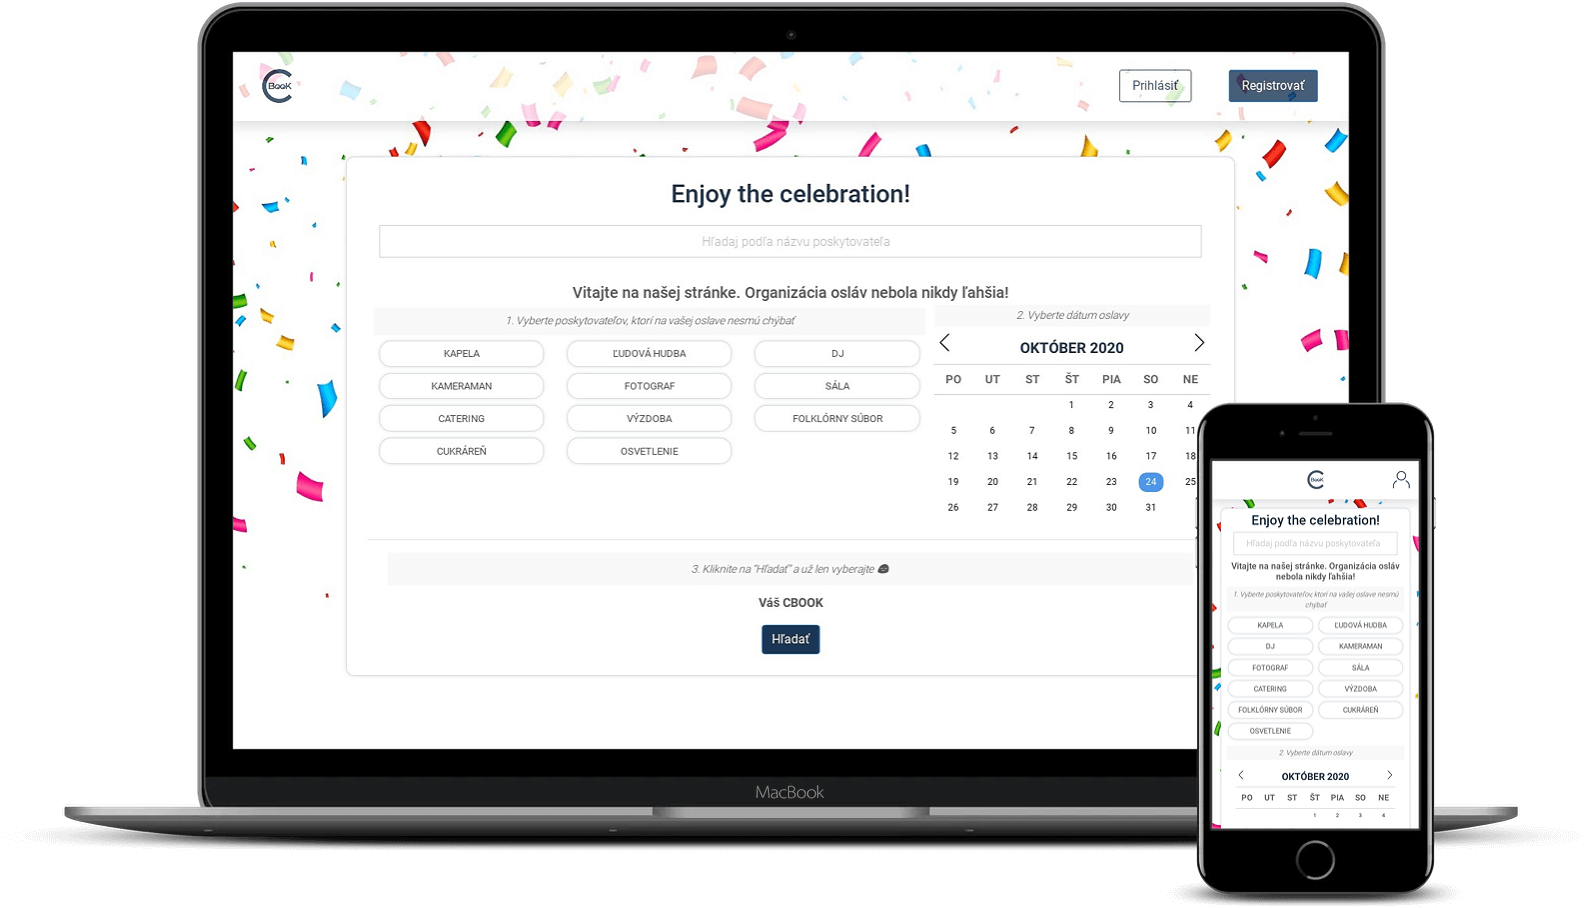 BooK
Prihlásiť
Registrovať
Enjoy the celebration!
Hľadaj podľa názvu poskytovateľa
Vitajte na našej stránke. Organizácia osláv nebola nikdy ľahšia!
1. Vyberte poskytovateľov, ktorí na vašej oslave nesmú chýbať
KAPELA ĽUDOVÁ HUDBA DJ
KAMERAMAN FOTOGRAF SÁLA
CATERING VÝZDOBA FOLKLÓRNY SÚBOR
CUKRÁREŇ OSVETLENIE
2. Vyberte dátum oslavy
OKTÓBER 2020
PO UT ST ŠT PIA SO NE
1 2 3 4
5 6 7 8 9 10 11
12 13 14 15 16 17 18
19 20 21 22 23 24 25
26 27 28 29 30 31
3. Kliknite na "Hľadať" a už len vyberajte
Váš CBOOK
Hľadať
MacBook
BooK
Enjoy the celebration!
Hľadaj podľa názvu poskytovateľa
Vitajte na našej stránke. Organizácia osláv
nebola nikdy ľahšia!
1. Vyberte poskytovateľov, ktorí na vašej oslave nesmú
chýbať
KAPELA ĽUDOVÁ HUDBA
DJ KAMERAMAN
FOTOGRAF SÁLA
CATERING VÝZDOBA
FOLKLÓRNY SÚBOR CUKRÁREŇ
OSVETLENIE
2. Vyberte dátum oslavy
OKTÓBER 2020
PO UT ST ŠT PIA SO NE
1 2 3 4